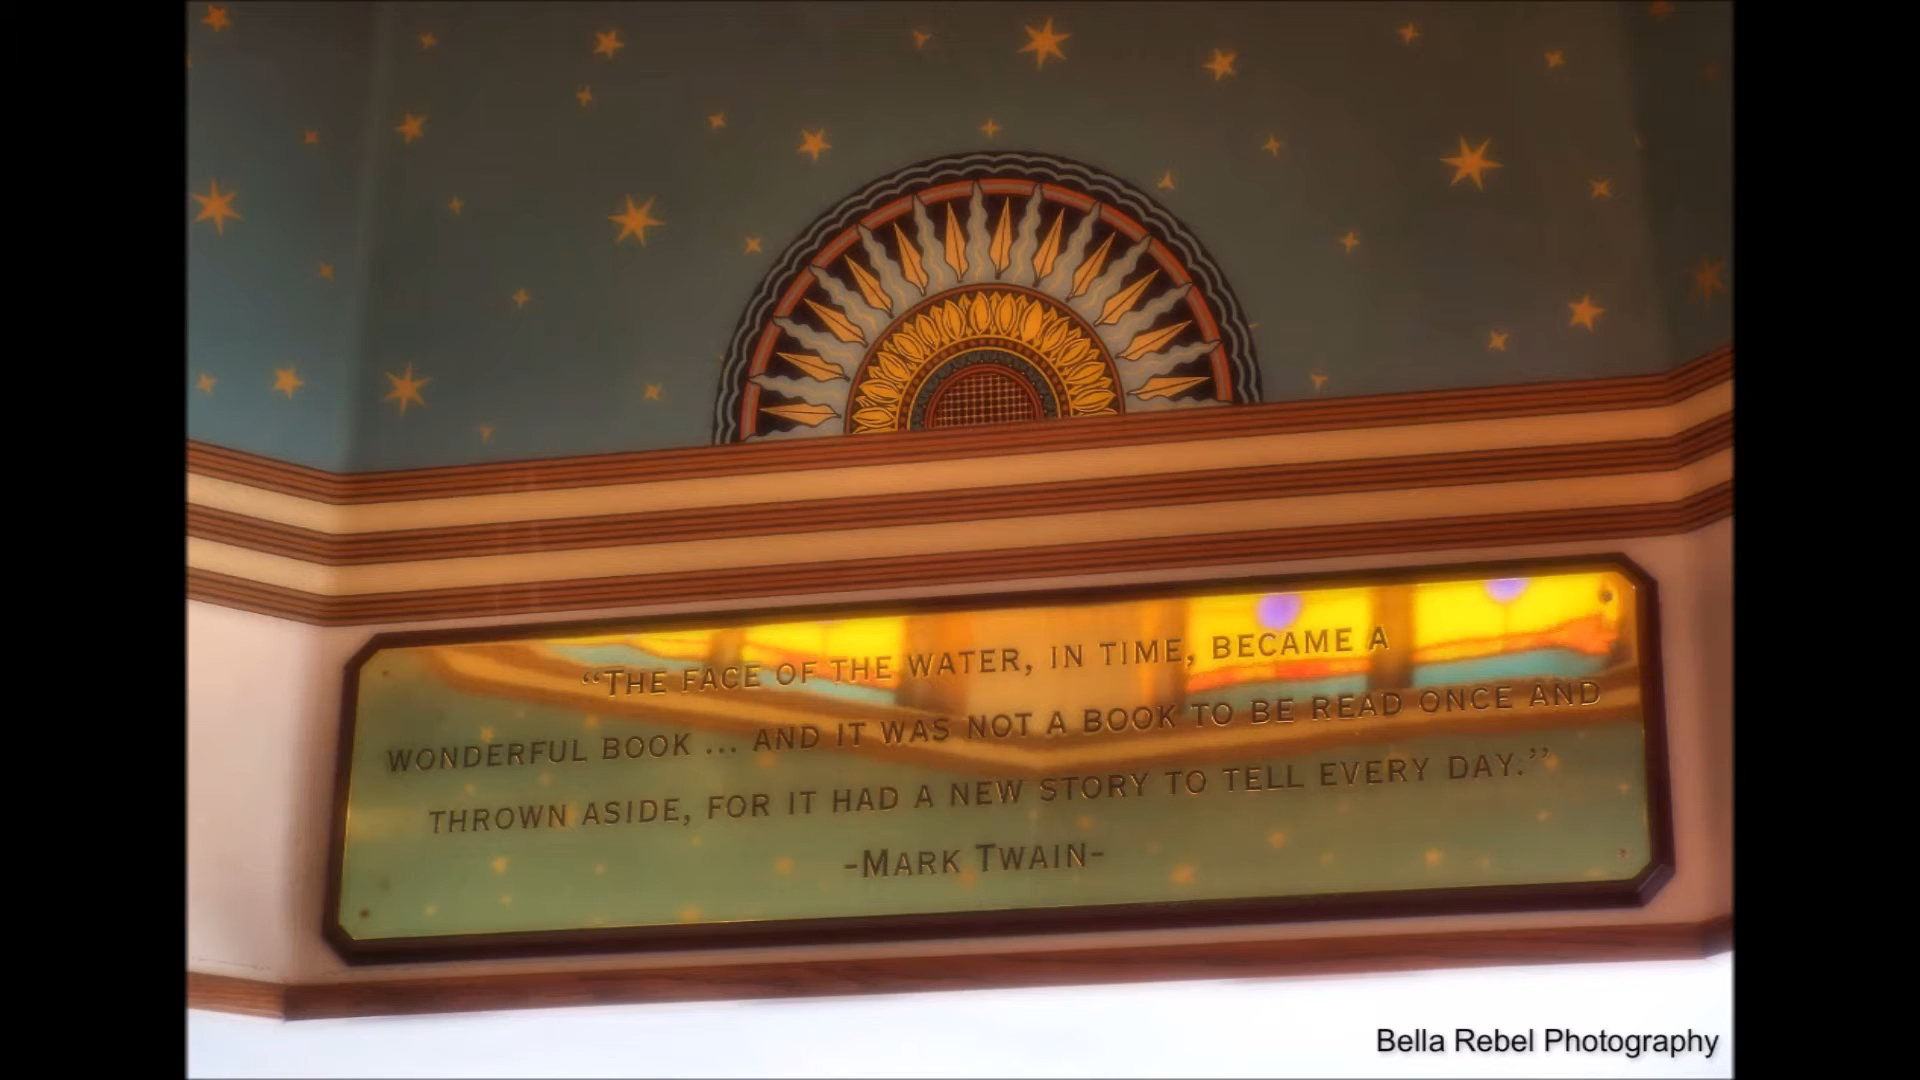 “THE FACE OF THE WATER, IN TIME, BECAME A
WONDERFUL BOOK ... AND IT WAS NOT A BOOK TO BE READ ONCE AND
THROWN ASIDE, FOR IT HAD A NEW STORY TO TELL EVERY DAY.”
-MARK TWAIN-
Bella Rebel Photography